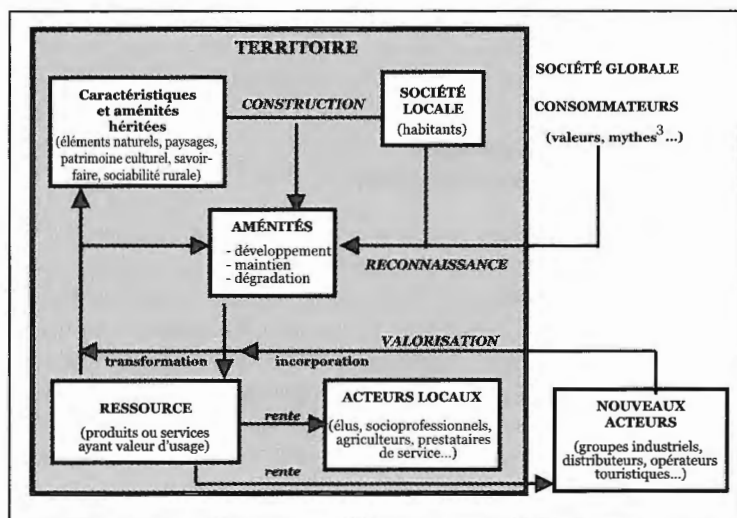 TERRITOIRE
Caractéristiques
et aménités
héritées
(éléments naturels, paysages,
patrimoine culturel, savoir-
faire, sociabilité rurale)
CONSTRUCTION
SOCIÉTÉ
LOCALE
(habitants)
SOCIÉTÉ GLOBALE
CONSOMMATEURS
(valeurs, mythes³...)
AMÉNITÉS
- développement
- maintien
- dégradation
RECONNAISSANCE
VALORISATION
transformation
incorporation
RESSOURCE
(produits ou services
ayant valeur d'usage)
rente
ACTEURS LOCAUX
(élus, socioprofessionnels,
agriculteurs, prestataires
de service...)
rente
NOUVEAUX
ACTEURS
(groupes industriels,
distributeurs, opérateurs
touristiques...)